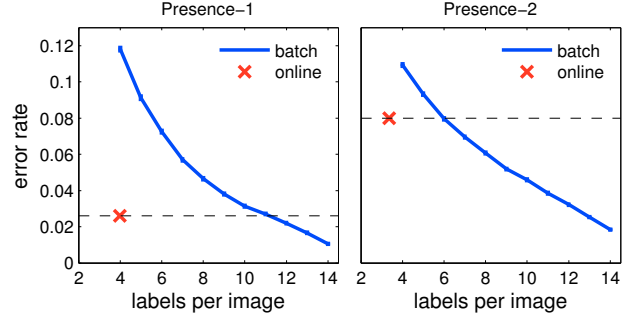 Presence−1
Presence−2
0.12
0.1
0.08
0.06
0.04
0.02
0
error rate
batch
online
batch
online
2 4 6 8 10 12 14
2 4 6 8 10 12 14
labels per image
labels per image